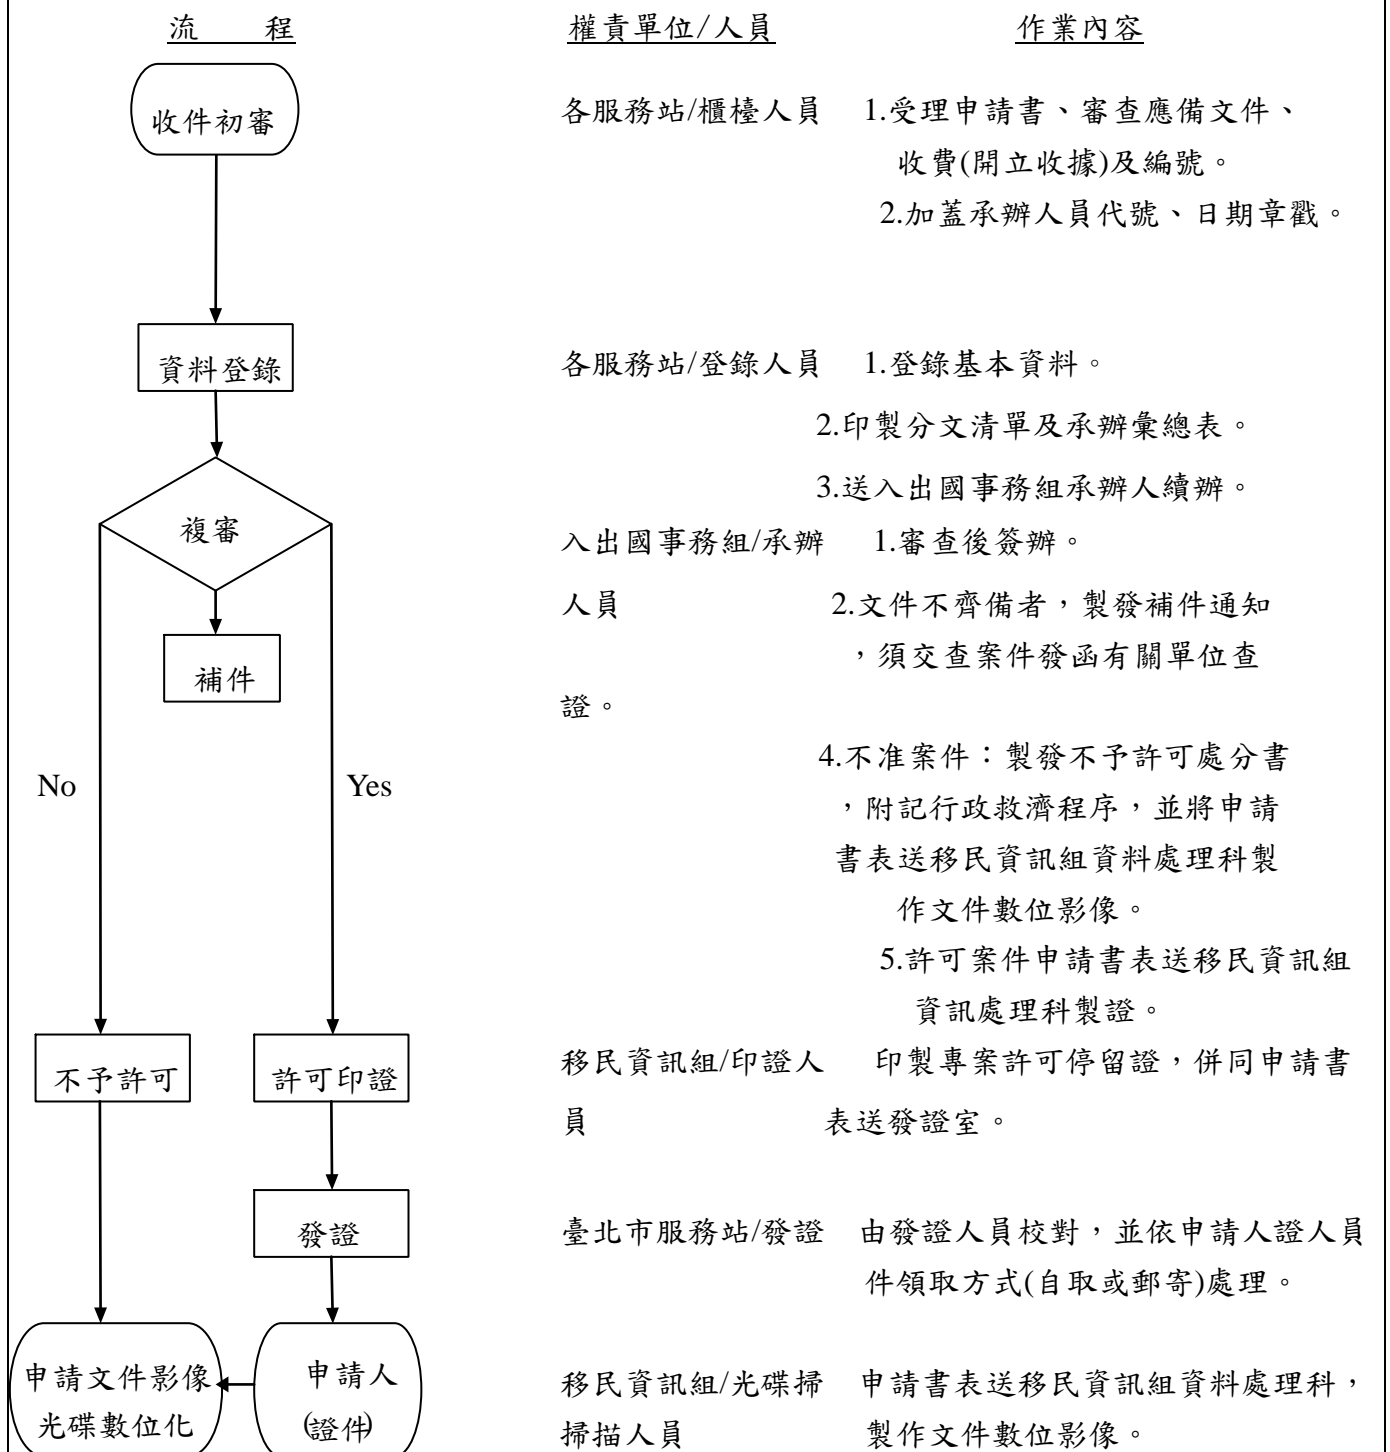 流 程 權責單位/人員 作業內容
收件初審 各服務站/櫃檯人員 1.受理申請書、審查應備文件、
收費(開立收據)及編號。
2.加蓋承辦人員代號、日期章戳。
資料登錄 各服務站/登錄人員 1.登錄基本資料。
2.印製分文清單及承辦彙總表。
3.送入出國事務組承辦人續辦。
複審 入出國事務組/承辦 1.審查後簽辦。
人員 2.文件不齊備者，製發補件通知
，須交查案件發函有關單位查
補件
證。
4.不准案件：製發不予許可處分書
No Yes
，附記行政救濟程序，並將申請
書表送移民資訊組資料處理科製
作文件數位影像。
5.許可案件申請書表送移民資訊組
資訊處理科製證。
不予許可 許可印證 移民資訊組/印證人 印製專案許可停留證，併同申請書
員 表送發證室。
發證 臺北市服務站/發證 由發證人員校對，並依申請人證人員
件領取方式(自取或郵寄)處理。
申請文件影像 申請人 移民資訊組/光碟掃 申請書表送移民資訊組資料處理科，
光碟數位化 (證件) 掃描人員 製作文件數位影像。